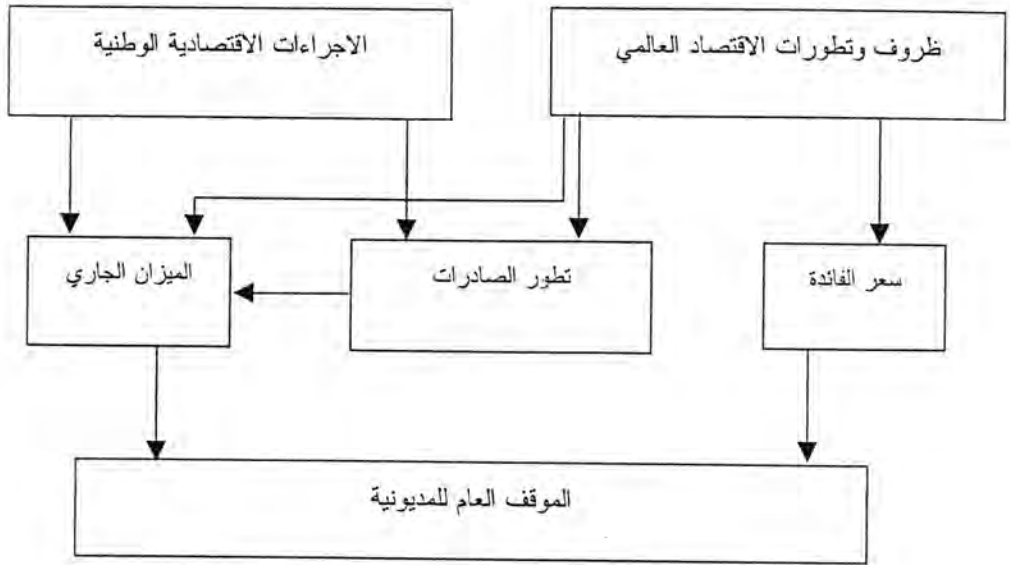 ظروف وتطورات الاقتصاد العالمي
الاجراءات الاقتصادية الوطنية
سعر الفائدة
تطور الصادرات
الميزان الجاري
الموقف العام للمديونية